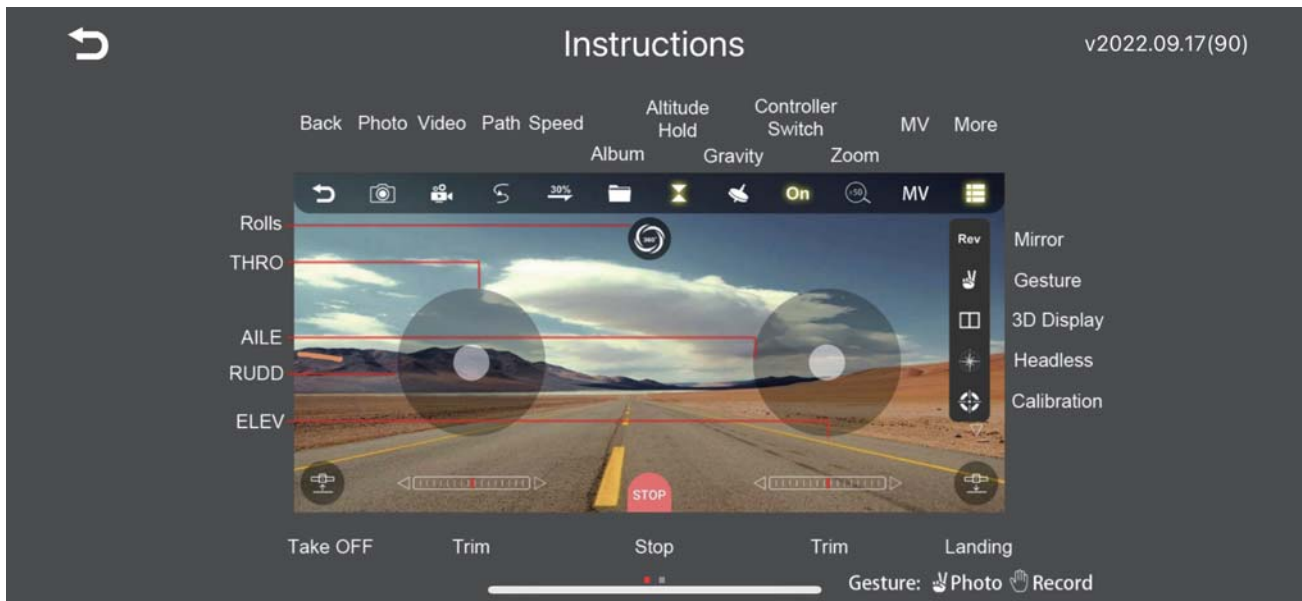 Instructions
v2022.09.17(90)
Back Photo Video Path Speed Altitude Hold Controller Switch MV More
Album Gravity Zoom
30% On ×50 MV
Rolls 360° Rev Mirror
THRO Gesture
3D Display
AILE
RUDD Headless
ELEV Calibration
STOP
Take OFF Trim Stop Trim Landing
Gesture: Photo Record